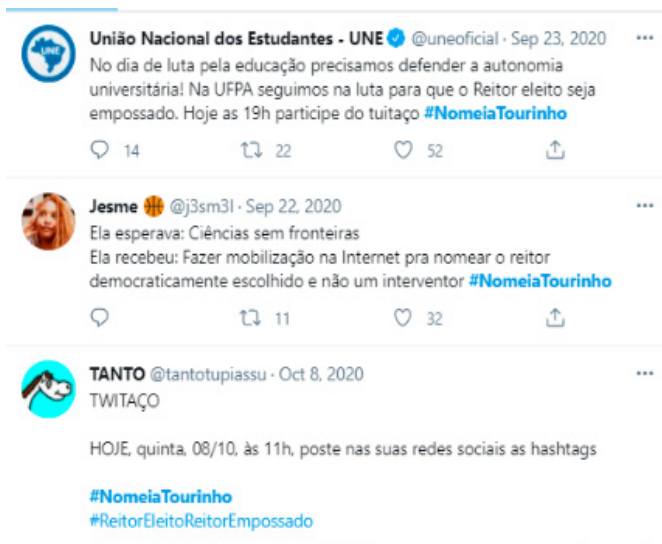 União Nacional dos Estudantes - UNE @uneoficial · Sep 23, 2020
No dia de luta pela educação precisamos defender a autonomia
universitária! Na UFPA seguimos na luta para que o Reitor eleito seja
empossado. Hoje as 19h participe do tuitaço #NomeiaTourinho
14 22 52
Jesme @j3sm3l · Sep 22, 2020
Ela esperava: Ciências sem fronteiras
Ela recebeu: Fazer mobilização na Internet pra nomear o reitor
democraticamente escolhido e não um interventor #NomeiaTourinho
11 32
TANTO @tantotupiassu · Oct 8, 2020
TWITAÇO
HOJE, quinta, 08/10, às 11h, poste nas suas redes sociais as hashtags
#NomeiaTourinho
#ReitorEleitoReitorEmpossado
UNE